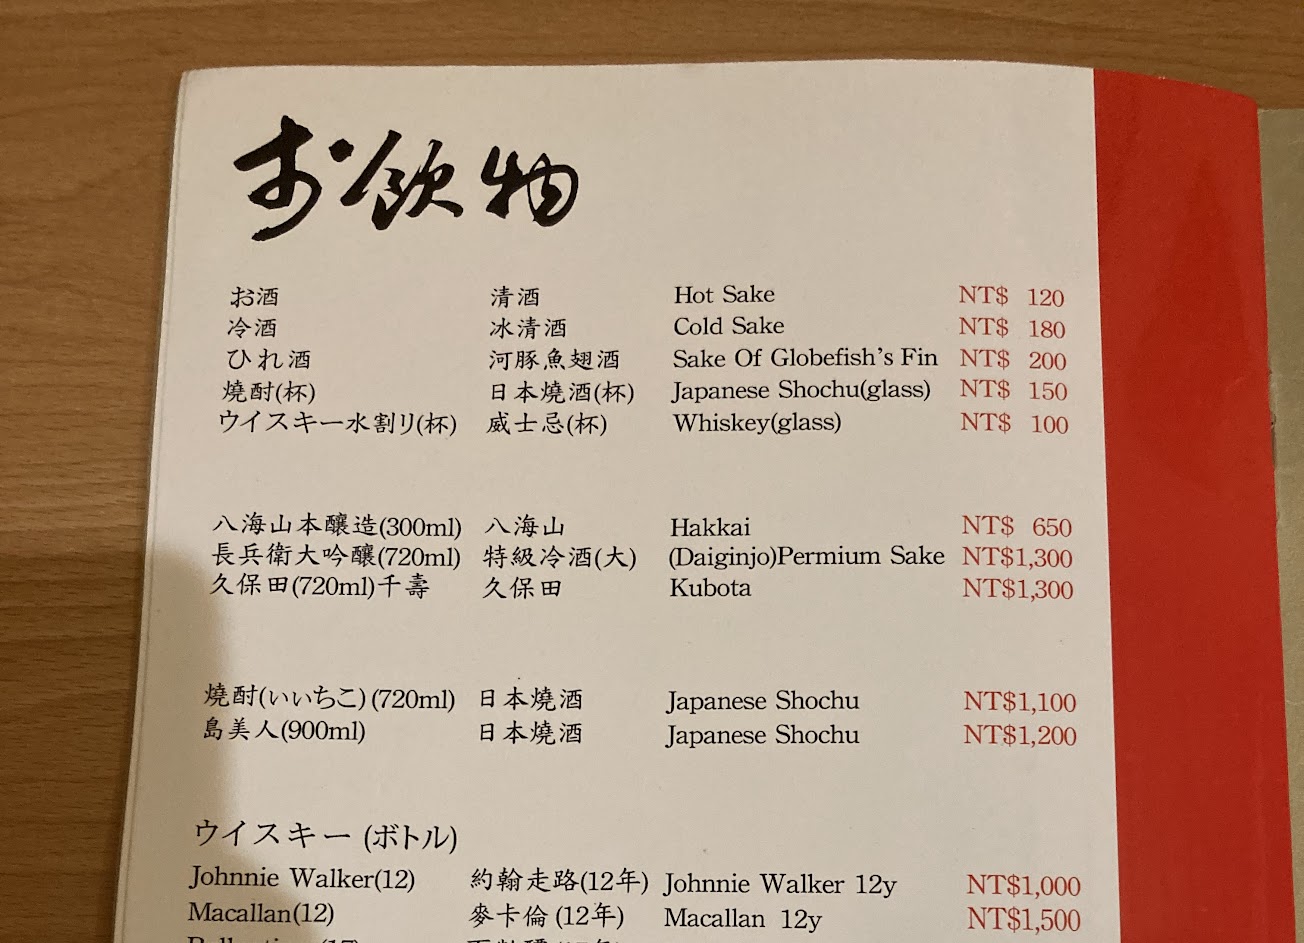 お飲物
お酒 清酒 Hot Sake NT$ 120
冷酒 冰清酒 Cold Sake NT$ 180
ひれ酒 河豚魚翅酒 Sake Of Globefish's Fin NT$ 200
燒酎(杯) 日本燒酒(杯) Japanese Shochu(glass) NT$ 150
ウイスキー水割リ(杯) 威士忌(杯) Whiskey(glass) NT$ 100
八海山本釀造(300ml) 八海山 Hakkai NT$ 650
長兵衛大吟釀(720ml) 特級冷酒(大) (Daiginjo)Permium Sake NT$1,300
久保田(720ml)千壽 久保田 Kubota NT$1,300
燒酎(いぃちこ)(720ml) 日本燒酒 Japanese Shochu NT$1,100
島美人(900ml) 日本燒酒 Japanese Shochu NT$1,200
ウイスキー (ボトル)
Johnnie Walker(12) 約翰走路(12年) Johnnie Walker 12y NT$1,000
Macallan(12) 麥卡倫(12年) Macallan 12y NT$1,500